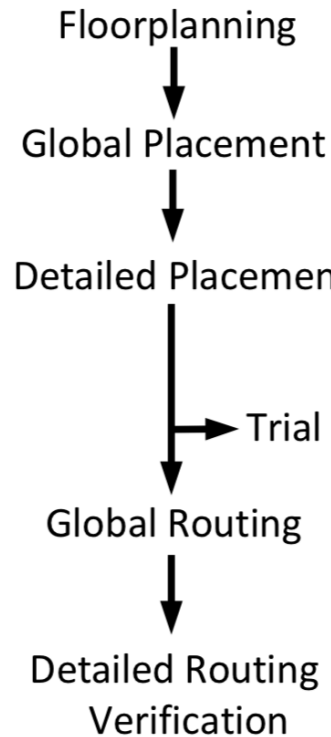 Floorplanning
Global Placement
Detailed Placemen
Trial
Global Routing
Detailed Routing
Verification